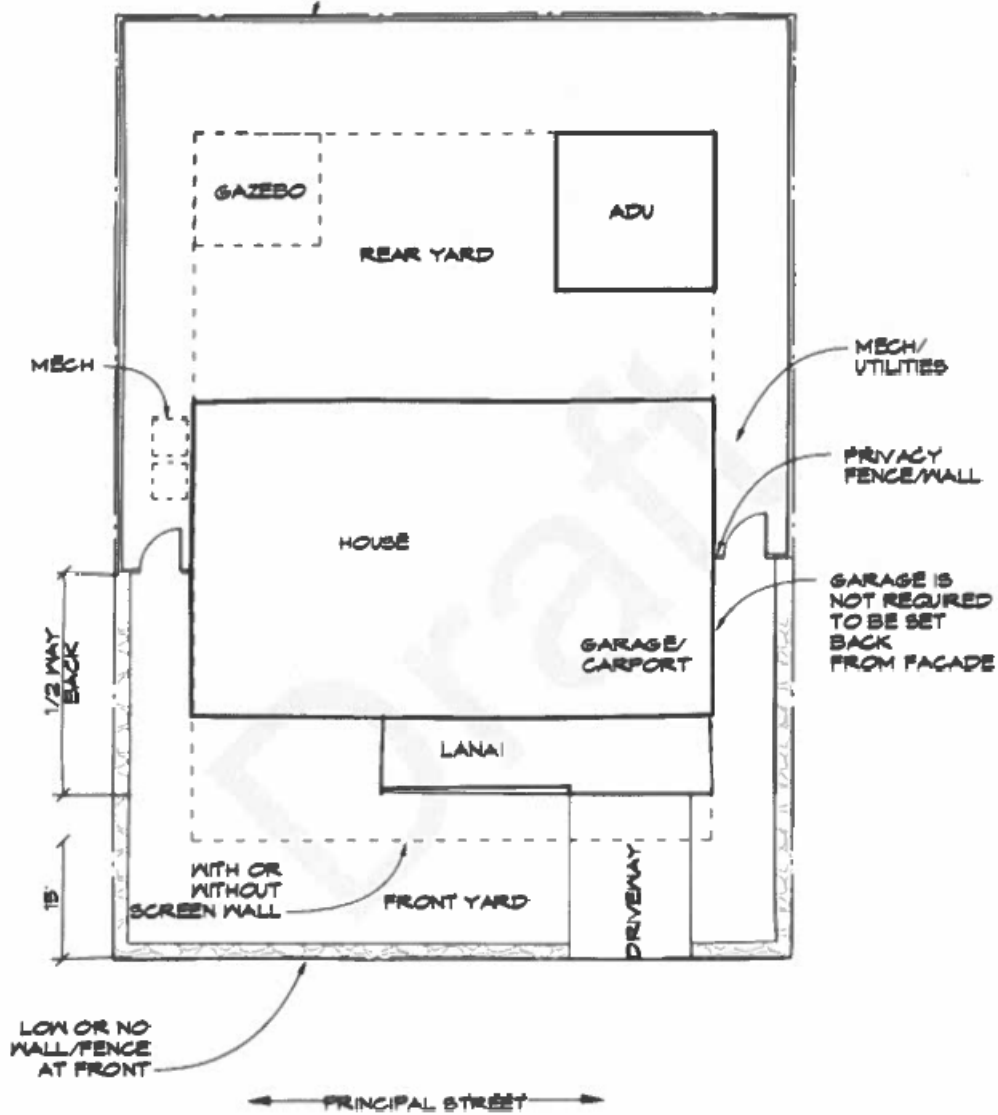 GAZEBO
ADU
REAR YARD
MECH
MECH/
UTILITIES
PRIVACY
FENCE/WALL
HOUSE
GARAGE IS
NOT REQUIRED
TO BE SET
BACK
FROM FACADE
GARAGE/
CARPORT
1/2 WAY
BACK
LANAI
WITH OR
WITHOUT
SCREEN WALL
FRONT YARD
DRIVEWAY
15'
LOW OR NO
WALL/FENCE
AT FRONT
PRINCIPAL STREET
Draft